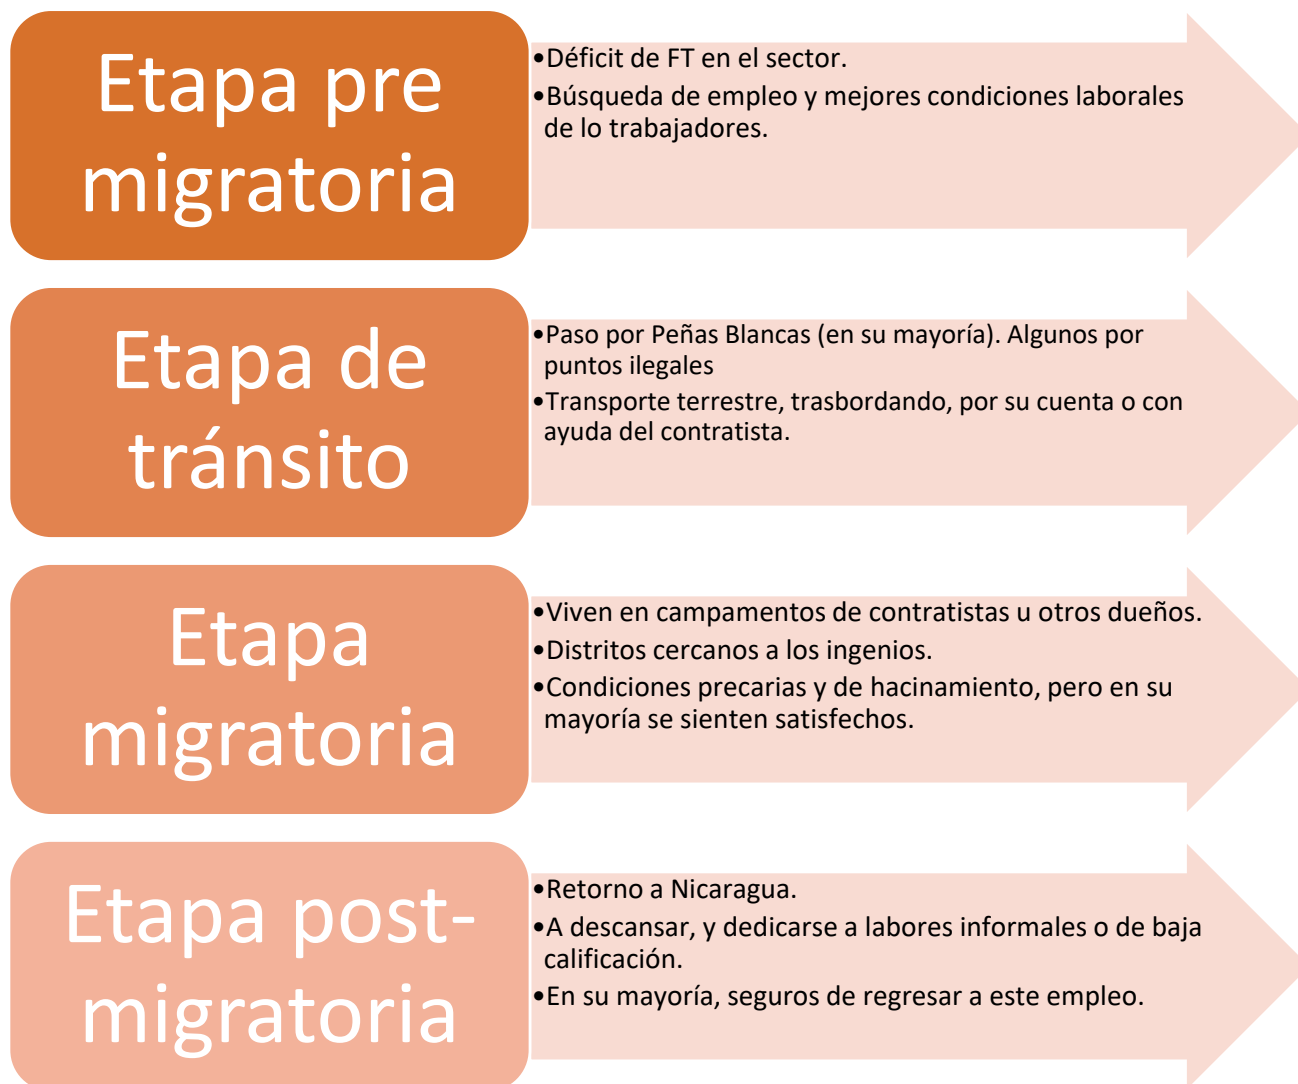 Etapa pre
migratoria
•Déficit de FT en el sector.
•Búsqueda de empleo y mejores condiciones laborales
de lo trabajadores.
Etapa de
tránsito
•Paso por Peñas Blancas (en su mayoría). Algunos por
puntos ilegales
•Transporte terrestre, trasbordando, por su cuenta o con
ayuda del contratista.
Etapa
migratoria
•Viven en campamentos de contratistas u otros dueños.
•Distritos cercanos a los ingenios.
•Condiciones precarias y de hacinamiento, pero en su
mayoría se sienten satisfechos.
Etapa post-
migratoria
•Retorno a Nicaragua.
•A descansar, y dedicarse a labores informales o de baja
calificación.
•En su mayoría, seguros de regresar a este empleo.